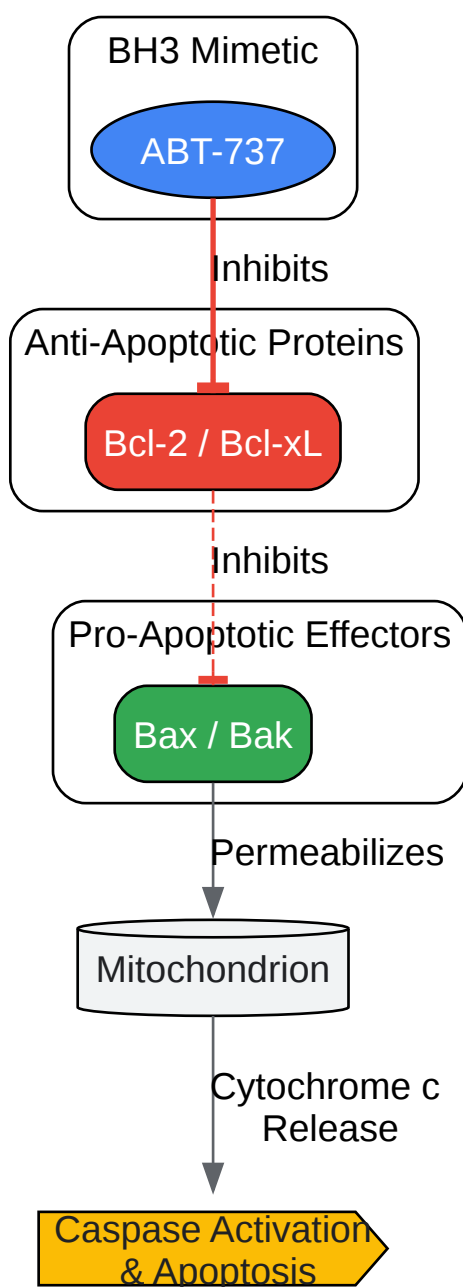 BH3 Mimetic
ABT-737
Inhibits
Anti-Apoptotic Proteins
Bcl-2 / Bcl-xL
Inhibits
Pro-Apoptotic Effectors
Bax / Bak
Permeabilizes
Mitochondrion
Cytochrome c
Release
Caspase Activation
& Apoptosis